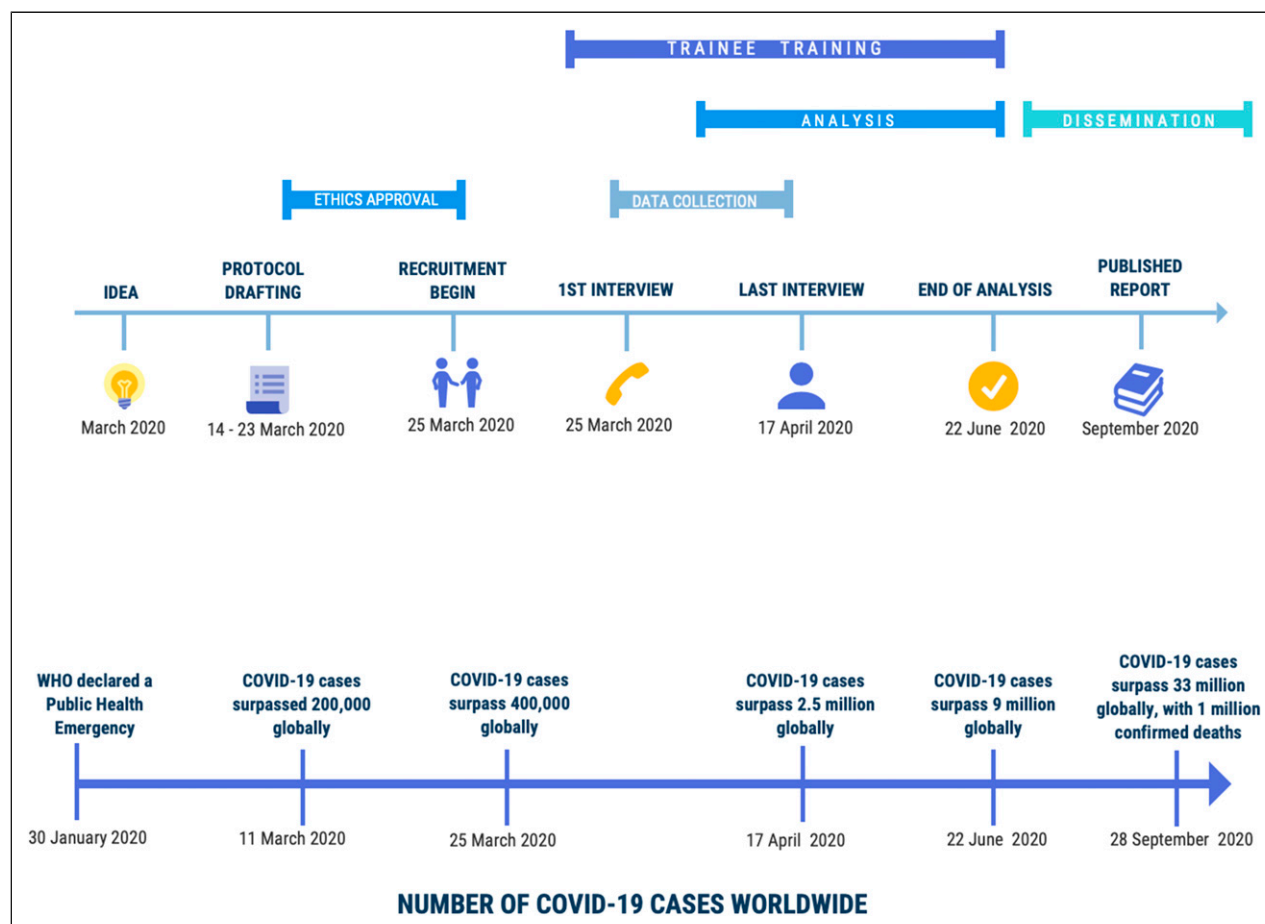 TRAINEE TRAINING
ANALYSIS
DISSEMINATION
ETHICS APPROVAL
DATA COLLECTION
IDEA
PROTOCOL
DRAFTING
RECRUITMENT
BEGIN
1ST INTERVIEW
LAST INTERVIEW
END OF ANALYSIS
PUBLISHED
REPORT
March 2020
14 - 23 March 2020
25 March 2020
25 March 2020
17 April 2020
22 June 2020
September 2020
WHO declared a
Public Health
Emergency
COVID-19 cases
surpassed 200,000
globally
COVID-19 cases
surpass 400,000
globally
COVID-19 cases
surpass 2.5 million
globally
COVID-19 cases
surpass 9 million
globally
COVID-19 cases
surpass 33 million
globally, with 1 million
confirmed deaths
30 January 2020
11 March 2020
25 March 2020
17 April 2020
22 June 2020
28 September 2020
NUMBER OF COVID-19 CASES WORLDWIDE